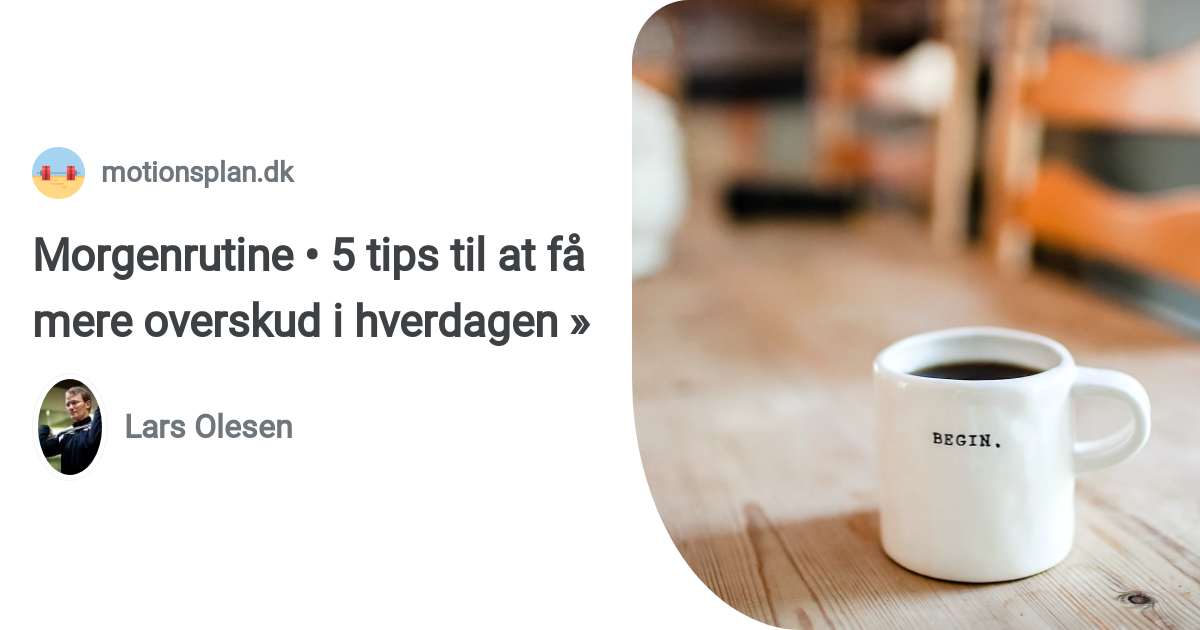 motionsplan.dk
Morgenrutine • 5 tips til at få
mere overskud i hverdagen »
Lars Olesen
BEGIN.